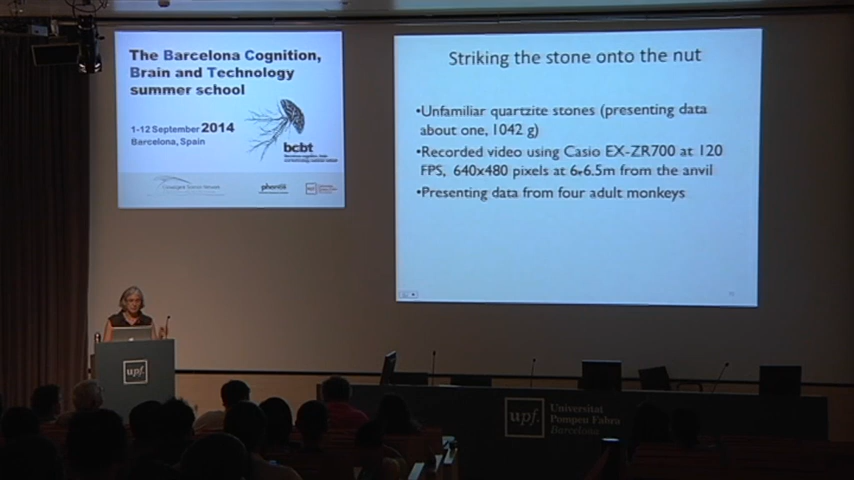 The Barcelona Cognition,
Brain and Technology
summer school
1-12 September 2014
Barcelona, Spain
bcbt
Striking the stone onto the nut
•Unfamiliar quartzite stones (presenting data
about one, 1042 g)
•Recorded video using Casio EX-ZR700 at 120
FPS, 640x480 pixels at 6-6.5m from the anvil
•Presenting data from four adult monkeys
upf.
upf.
Universitat
Pompeu Fabra
Barcelona